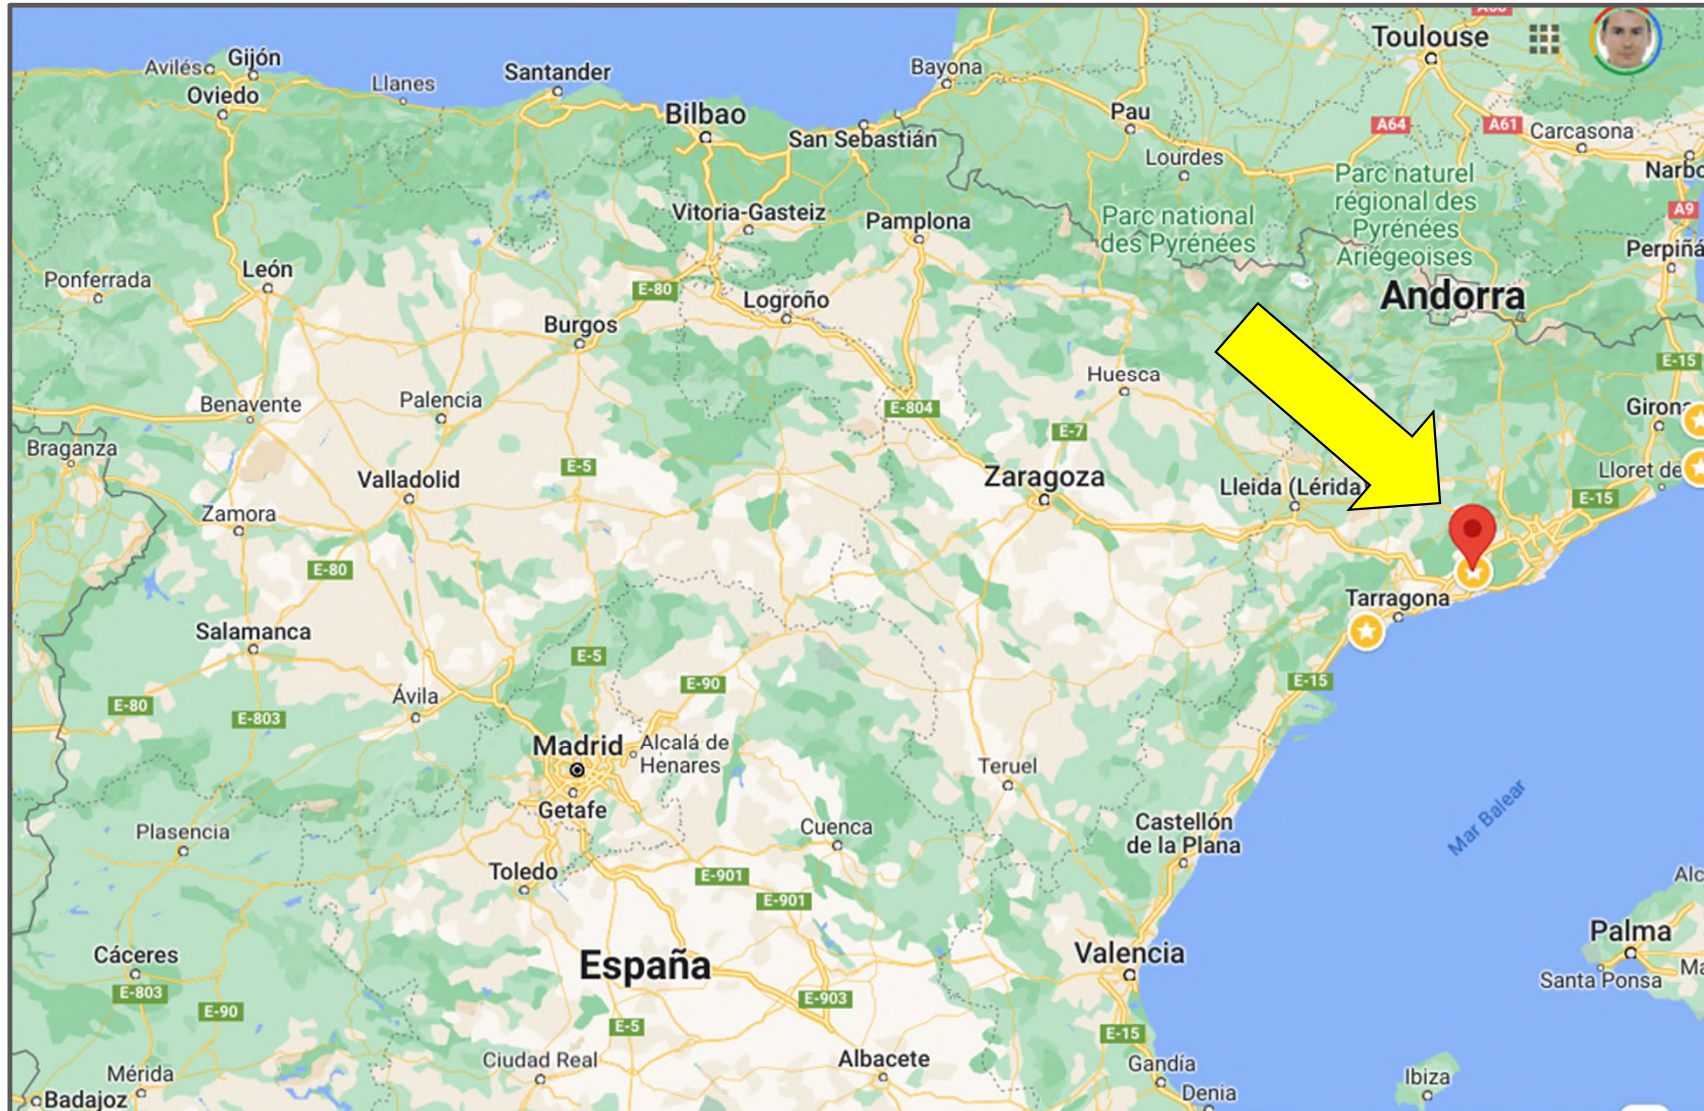 Toulouse
Gijón
Avilés
Llanes
Santander
Bayona
Oviedo
Bilbao
Pau
San Sebastián
A64
A61
Carcasona
Lourdes
Narbo
Parc naturel
régional des
Pyrénées
Ariégeoises
Vitoria-Gasteiz
Pamplona
Parc national
des Pyrénées
A9
Perpiñá
León
Ponferrada
E-80
Logroño
Andorra
Burgos
E-15
Huesca
Benavente
Palencia
E-804
Girona
E-7
Braganza
Valladolid
E-5
Zaragoza
Lleida (Lérida)
Lloret de
E-15
Zamora
E-80
Tarragona
Salamanca
E-5
E-90
E-15
Ávila
E-80
E-803
Madrid
Alcalá de
Henares
Teruel
Getafe
Mar Balear
Plasencia
Cuenca
Castellón
de la Plana
Toledo
E-901
E-901
Alc
Palma
Cáceres
España
Valencia
Santa Ponsa
Ma
E-803
E-90
E-903
E-5
E-15
Ciudad Real
Albacete
Gandía
Mérida
Ibiza
Denia
Badajoz